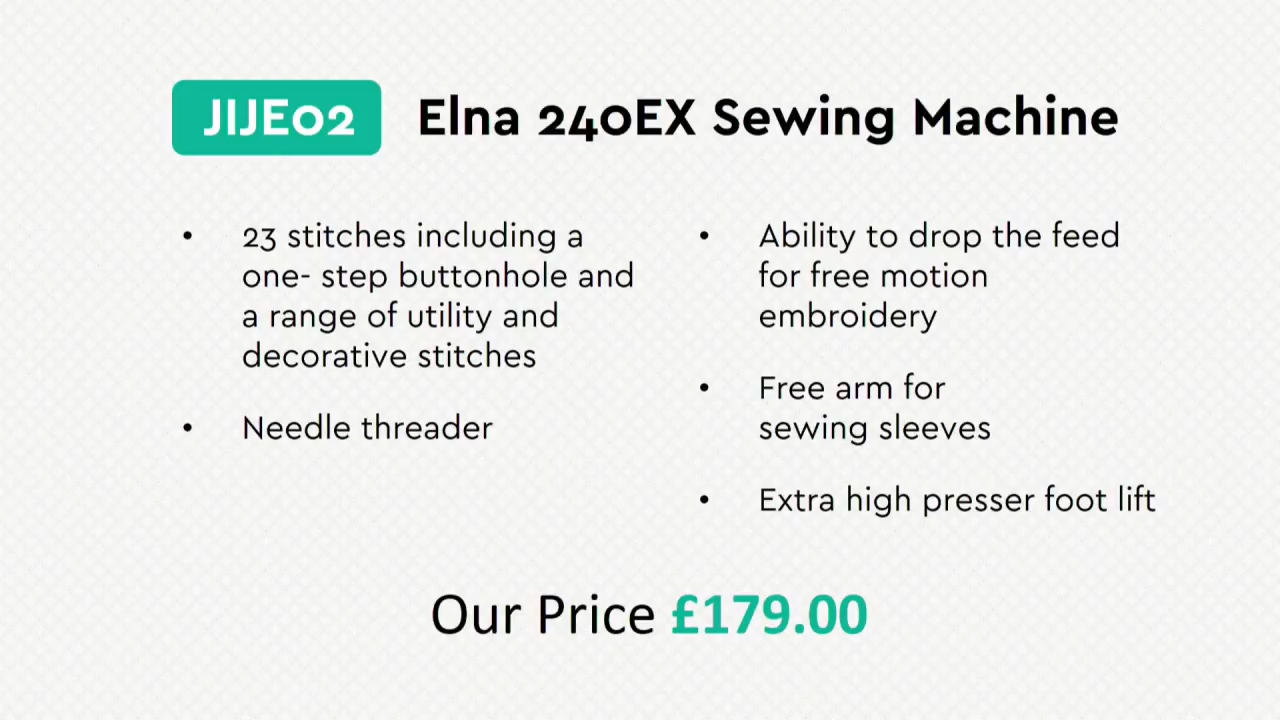 JIJE02 Elna 240EX Sewing Machine
• 23 stitches including a
one- step buttonhole and
a range of utility and
decorative stitches
• Needle threader
• Ability to drop the feed
for free motion
embroidery
• Free arm for
sewing sleeves
• Extra high presser foot lift
Our Price £179.00